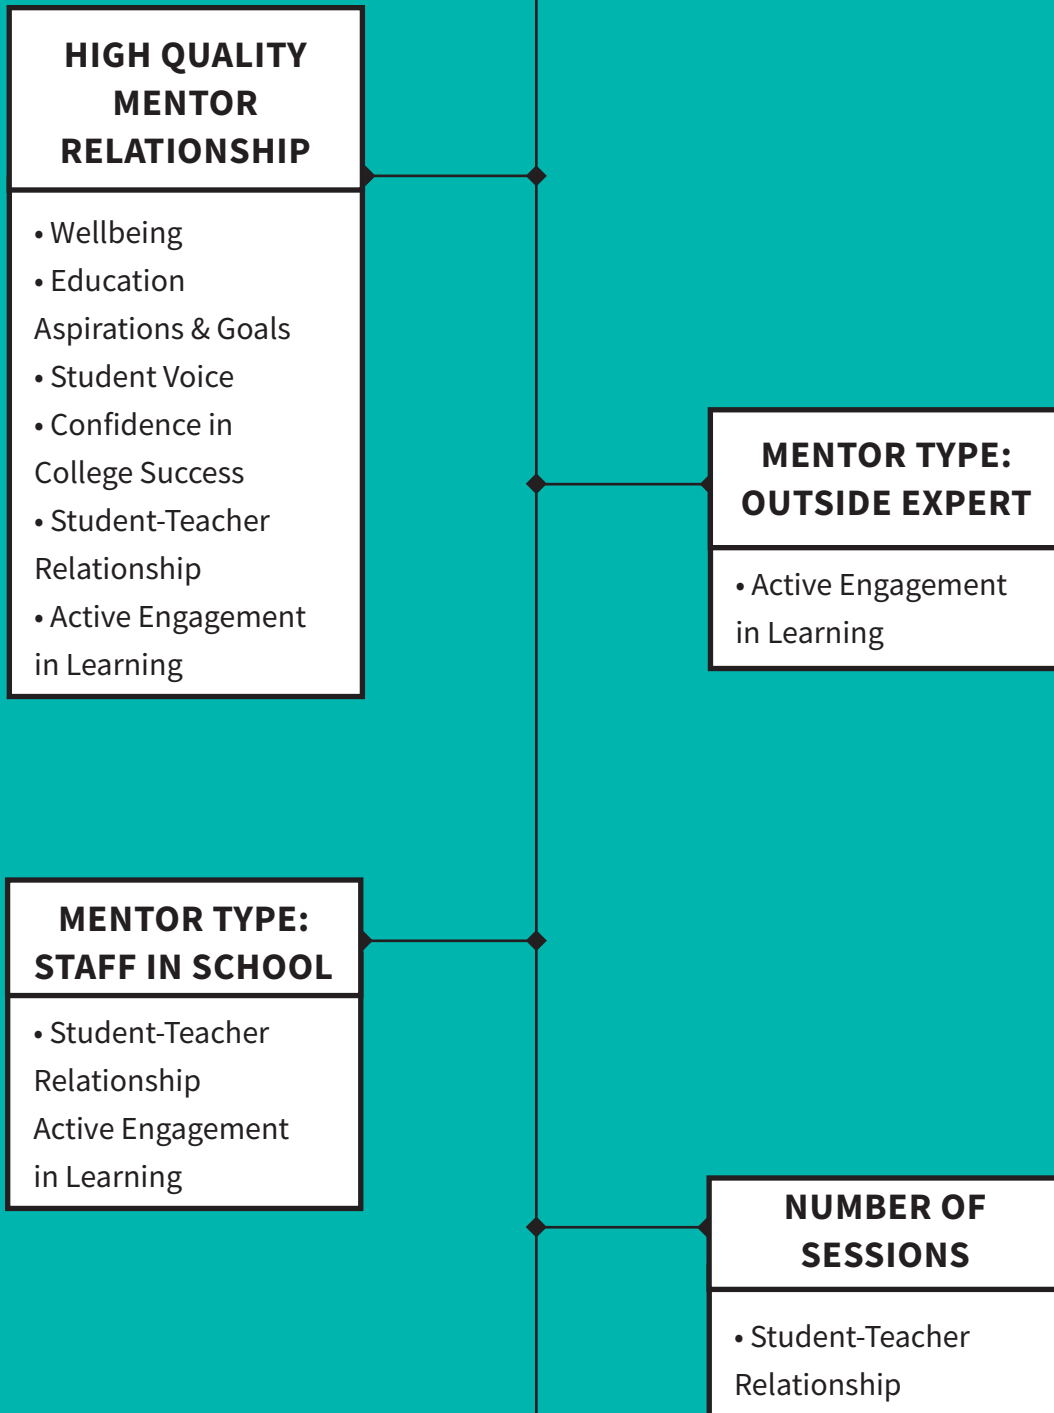 HIGH QUALITY
MENTOR
RELATIONSHIP
• Wellbeing
• Education
Aspirations & Goals
• Student Voice
• Confidence in
College Success
• Student-Teacher
Relationship
• Active Engagement
in Learning
MENTOR TYPE:
OUTSIDE EXPERT
• Active Engagement
in Learning
MENTOR TYPE:
STAFF IN SCHOOL
• Student-Teacher
Relationship
Active Engagement
in Learning
NUMBER OF
SESSIONS
• Student-Teacher
Relationship